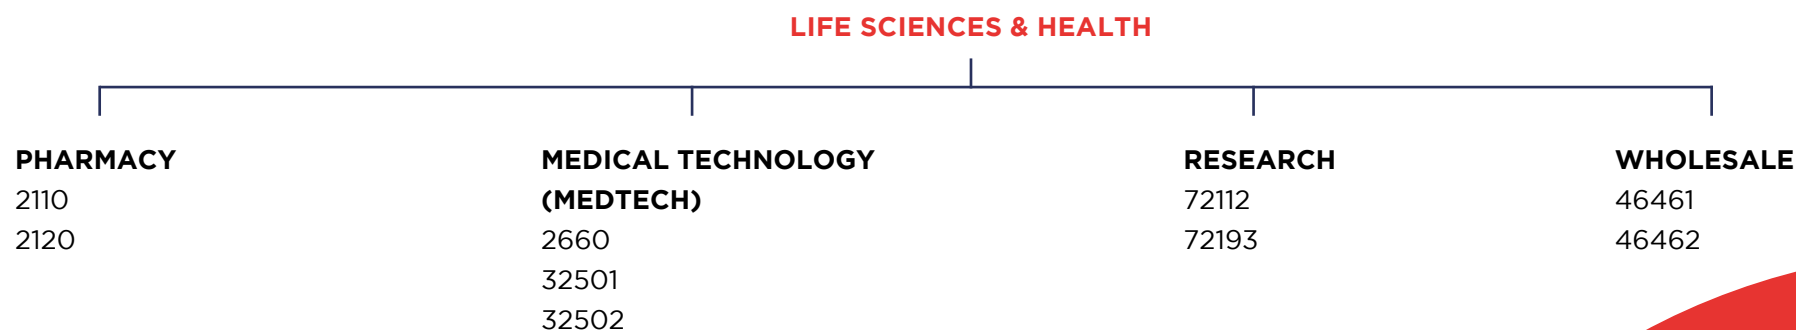 LIFE SCIENCES & HEALTH
PHARMACY
2110
2120
MEDICAL TECHNOLOGY
(MEDTECH)
2660
32501
32502
RESEARCH
72112
72193
WHOLESALE
46461
46462